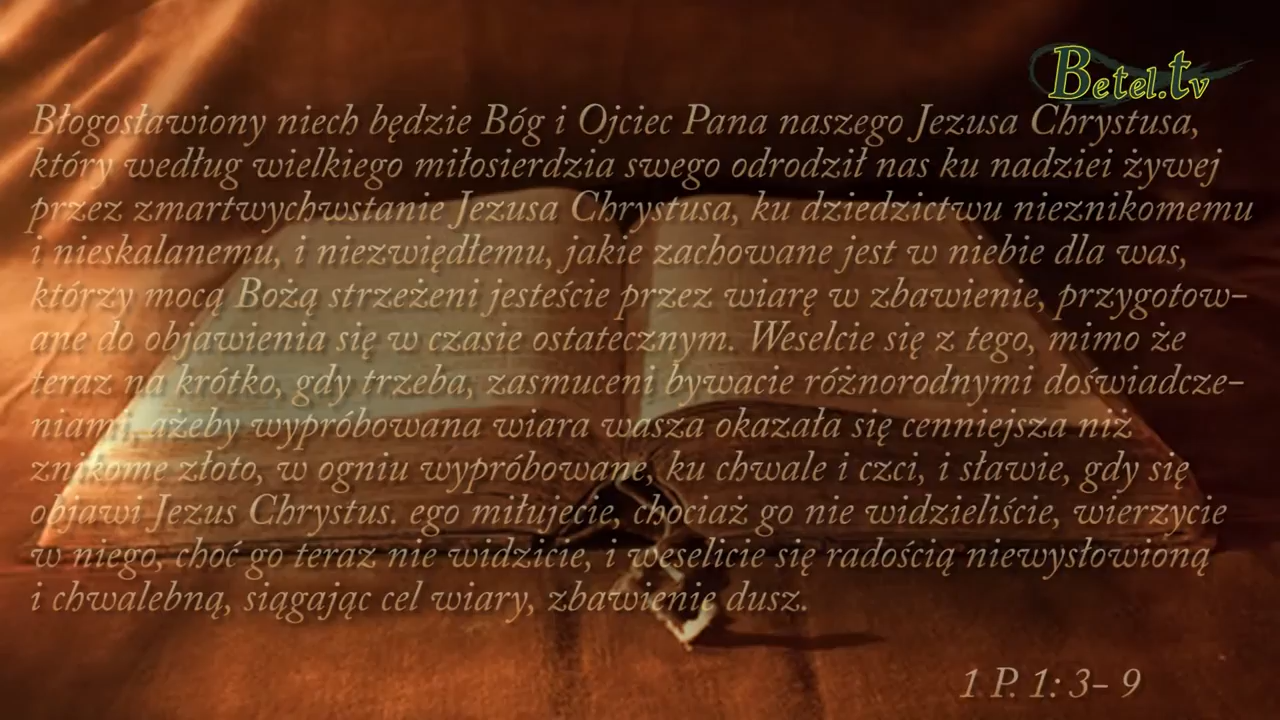 Betel.tv
Błogosławiony niech będzie Bóg i Ojciec Pana naszego Jezusa Chrystusa,
który według wielkiego miłosierdzia swego odrodził nas ku nadziei żywej
przez zmartwychwstanie Jezusa Chrystusa, ku dziedzictwu nieznikomemu
i nieskalanemu, i niezwiędłemu, jakie zachowane jest w niebie dla was,
którzy mocą Bożą strzeżeni jesteście przez wiarę w zbawienie, przygotow-
ane do objawienia się w czasie ostatecznym. Weselcie się z tego, mimo że
teraz na krótko, gdy trzeba, zasmuceni bywacie różnorodnymi doświadcze-
niami, ażeby wypróbowana wiara wasza okazała się cenniejsza niż
znikome złoto, w ogniu wypróbowane, ku chwale i czci, i sławie, gdy się
objawi Jezus Chrystus. ego miłujecie, chociaż go nie widzieliście, wierzycie
w niego, choć go teraz nie widzicie, i weselicie się radością niewysłowioną
i chwalebną, siągając cel wiary, zbawienie dusz.
1 P. 1: 3- 9